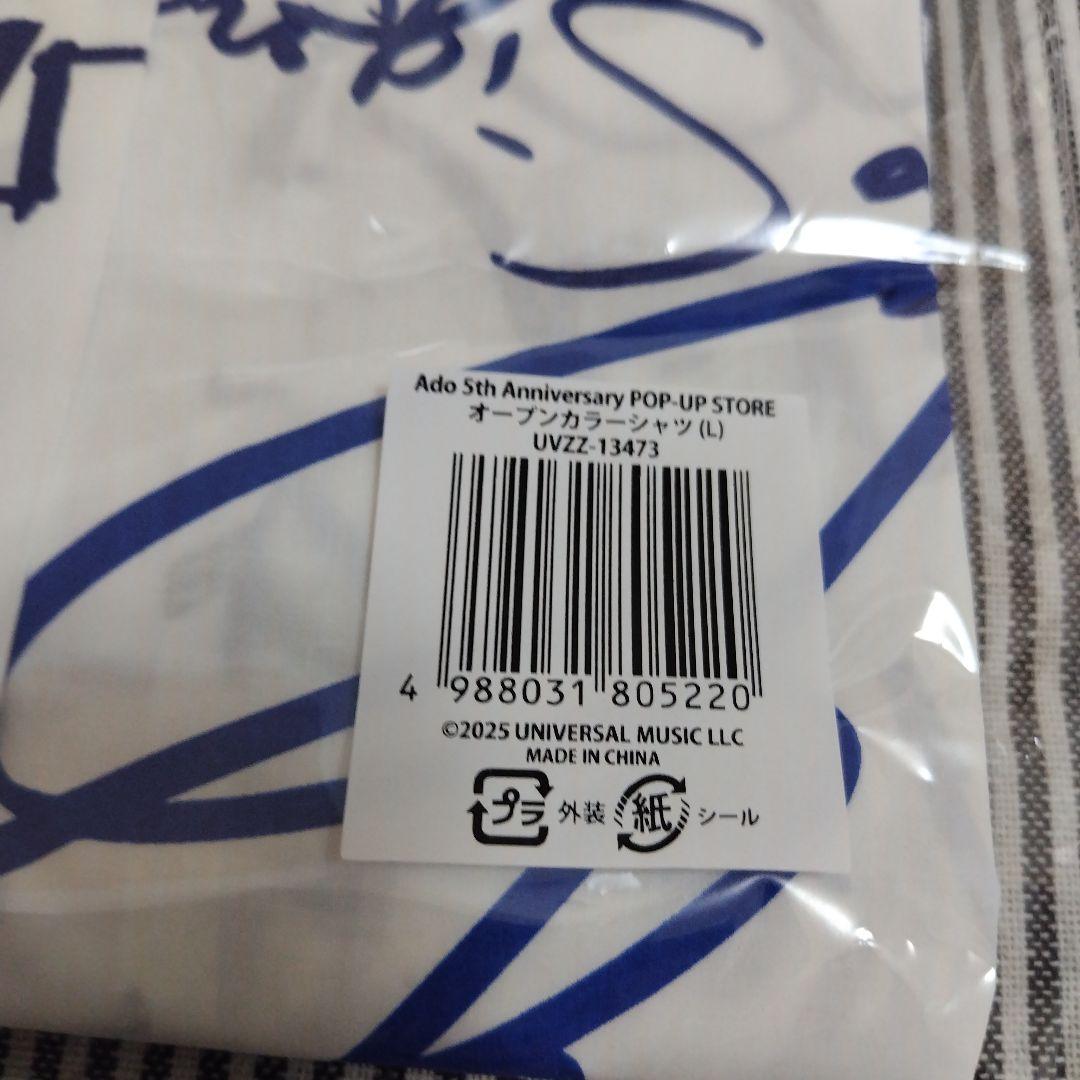 Ado 5th Anniversary POP-UP STORE
オープンカラーシャツ (L)
UVZZ-13473
4 988031 805220
©2025 UNIVERSAL MUSIC LLC
MADE IN CHINA
プラ 外装 紙 シール